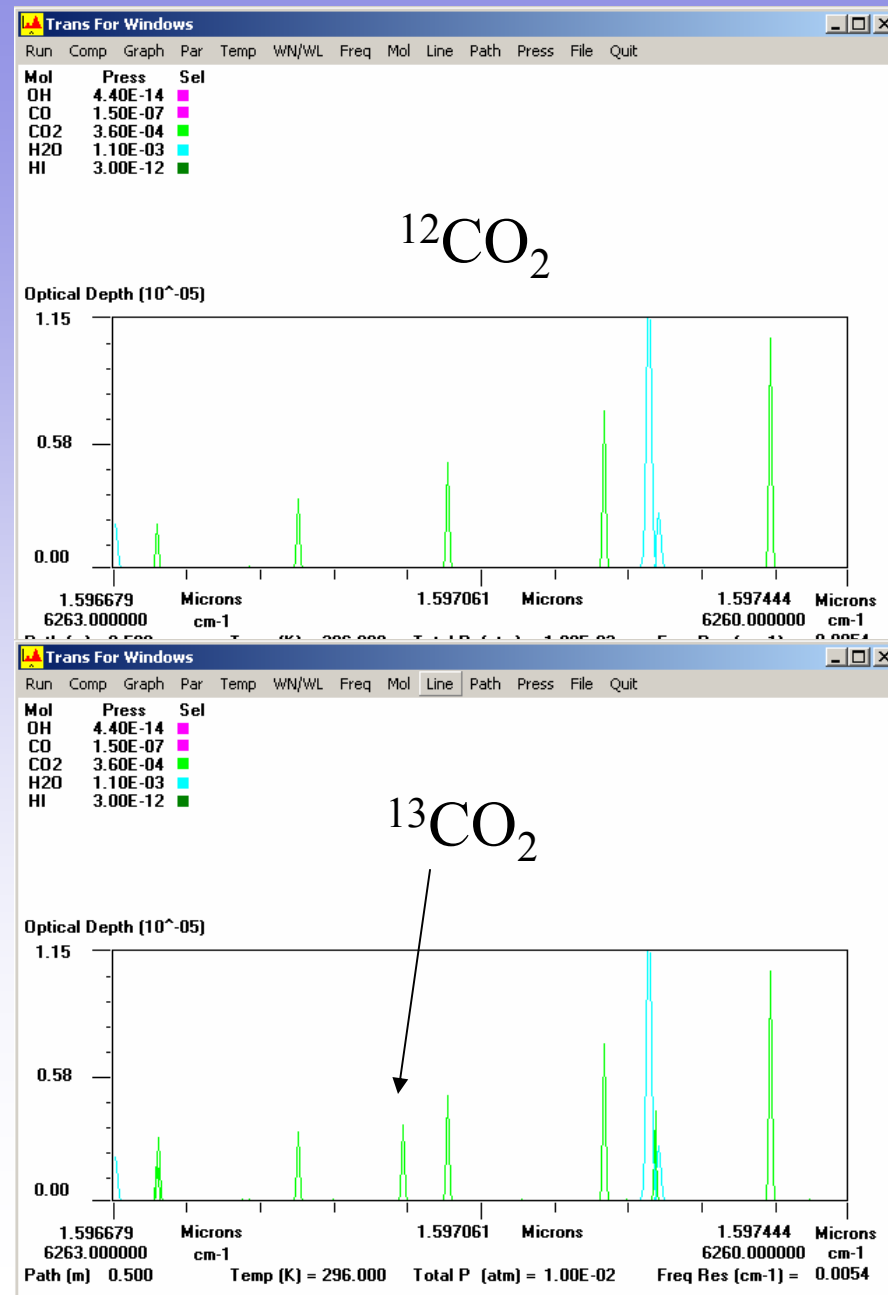 Trans For Windows
Run Comp Graph Par Temp WN/WL Freq Mol Line Path Press File Quit
Mol Press Sel
OH 4.40E-14
CO 1.50E-07
CO2 3.60E-04
H2O 1.10E-03
HI 3.00E-12
¹²CO₂
Optical Depth (10^-05)
1.15
0.58
0.00
1.596679 Microns 1.597061 Microns 1.597444 Microns
6263.000000 cm-1 6260.000000 cm-1
Trans For Windows
Run Comp Graph Par Temp WN/WL Freq Mol Line Path Press File Quit
Mol Press Sel
OH 4.40E-14
CO 1.50E-07
CO2 3.60E-04
H2O 1.10E-03
HI 3.00E-12
¹³CO₂
Optical Depth (10^-05)
1.15
0.58
0.00
1.596679 Microns 1.597061 Microns 1.597444 Microns
6263.000000 cm-1 6260.000000 cm-1
Path (m) 0.500 Temp (K) = 296.000 Total P (atm) = 1.00E-02 Freq Res (cm-1) = 0.0054